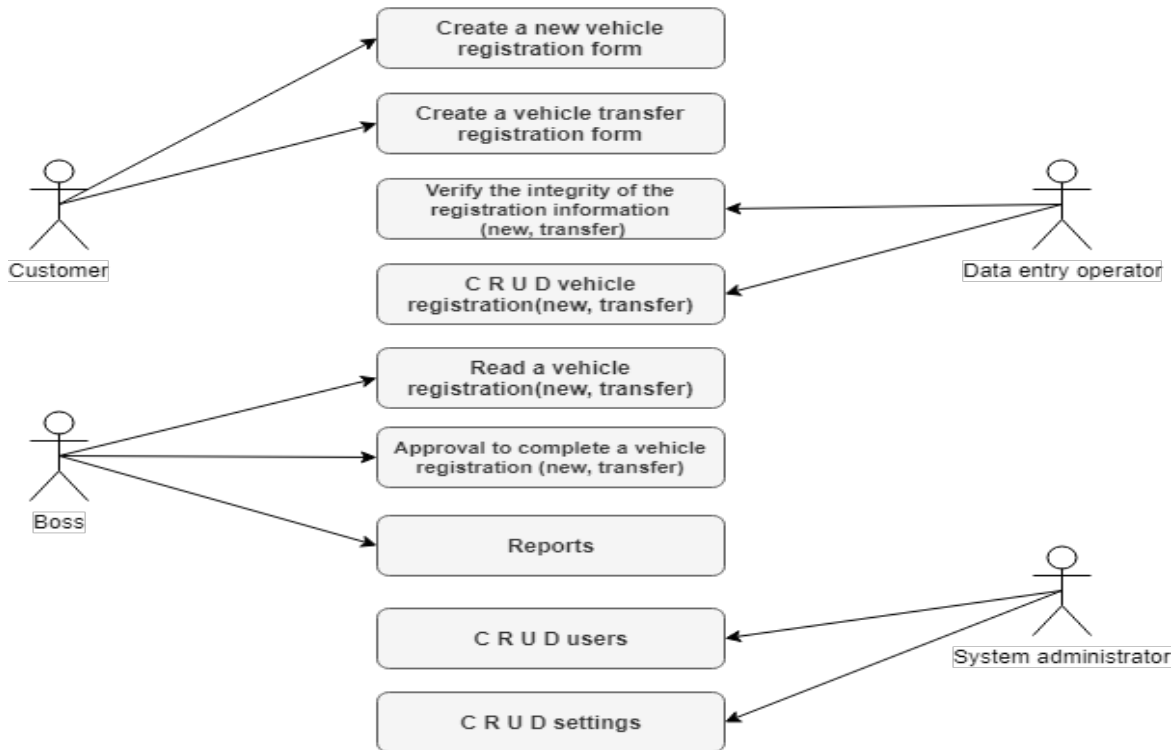 Create a new vehicle
registration form
Create a vehicle transfer
registration form
Verify the integrity of the
registration information
(new, transfer)
Customer
Data entry operator
C R U D vehicle
registration(new, transfer)
Read a vehicle
registration(new, transfer)
Approval to complete a vehicle
registration (new, transfer)
Boss
Reports
C R U D users
System administrator
C R U D settings